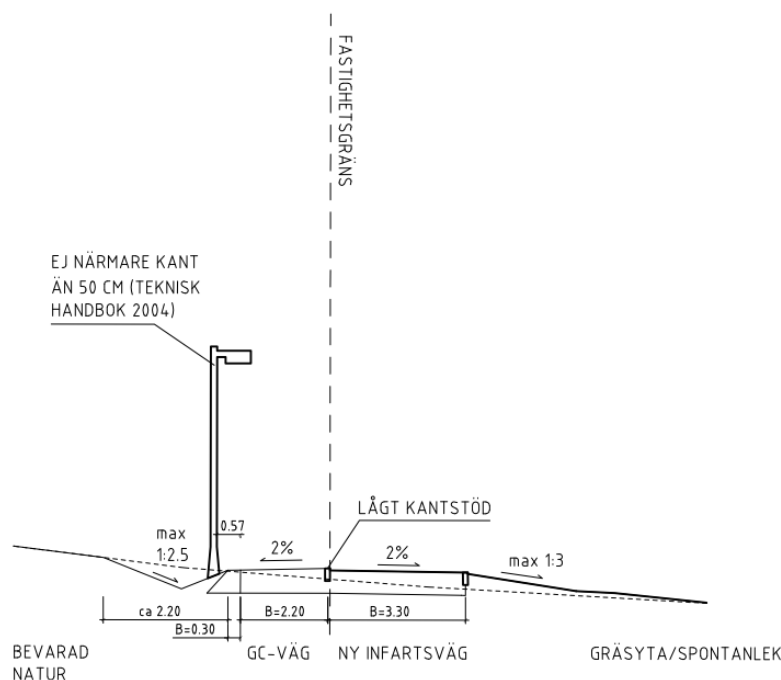 FASTIGHETSGRÄNS
EJ NÄRMARE KANT
ÄN 50 CM (TEKNISK
HANDBOK 2004)
LÅGT KANTSTÖD
0.57
max
1:2.5
2%
2%
max 1:3
ca 2.20
B=2.20
B=3.30
B=0.30
BEVARAD
NATUR
GC-VÄG
NY INFARTSVÄG
GRÄSYTA/SPONTANLEK